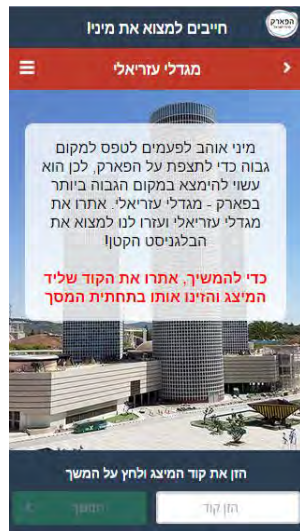 חייבים למצוא את מיני!
הפארק
מגדלי עזריאלי
מיני אוהב לפעמים לטפס למקום
גבוה כדי לתצפת על הפארק, לכן הוא
עשוי להימצא במקום הגבוה ביותר
בפארק - מגדלי עזריאלי. אתרו את
מגדלי עזריאלי ועזרו לנו למצוא את
הבלגניסט הקטן!
כדי להמשיך, אתרו את הקוד שליד
המיצג והזינו אותו בתחתית המסך
הזן את קוד המיצג ולחץ על המשך
הזן קוד
המשך